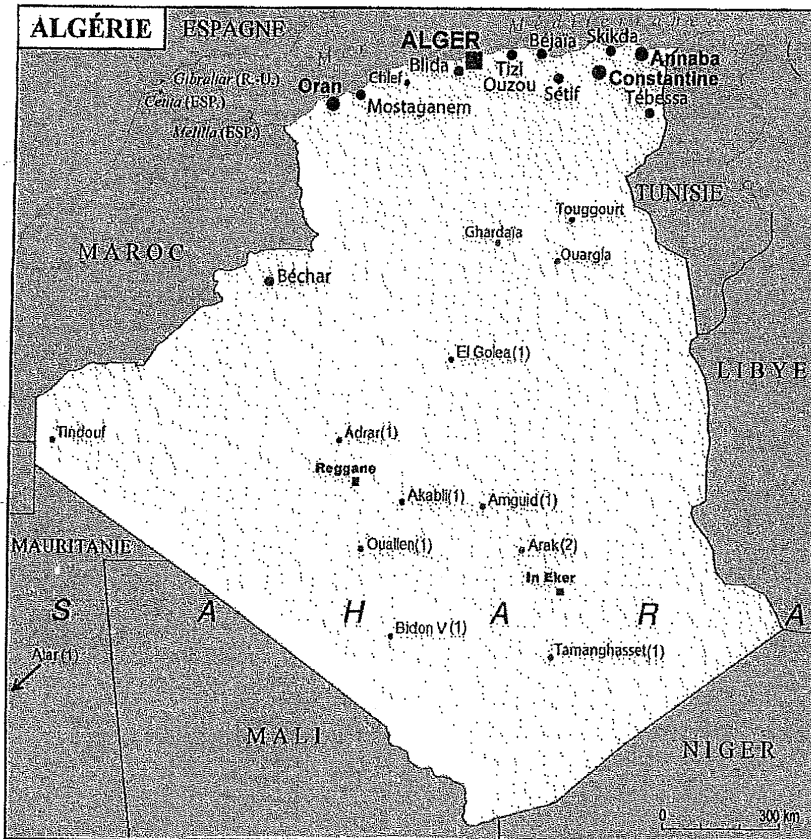 ALGÉRIE
ESPAGNE
Méditerranée
ALGER
Béjaïa
Skikda
Annaba
Blida
Tizi
Ouzou
Constantine
Gibraltar (R.-U.)
Chlef
Oran
Sétif
Ceuta (ESP.)
Mostaganem
Tébessa
Melilla (ESP.)
TUNISIE
Touggourt
Ghardaïa
MAROC
Ouargla
Béchar
El Golea (1)
LIBYE
Tindouf
Adrar (1)
Reggane
Akabli (1)
Amguid (1)
MAURITANIE
Ouallen (1)
Arak (2)
In Eker
S A H A R A
Bidon V (1)
Atar (1)
Tamanghasset (1)
MALI
NIGER
0 300 km